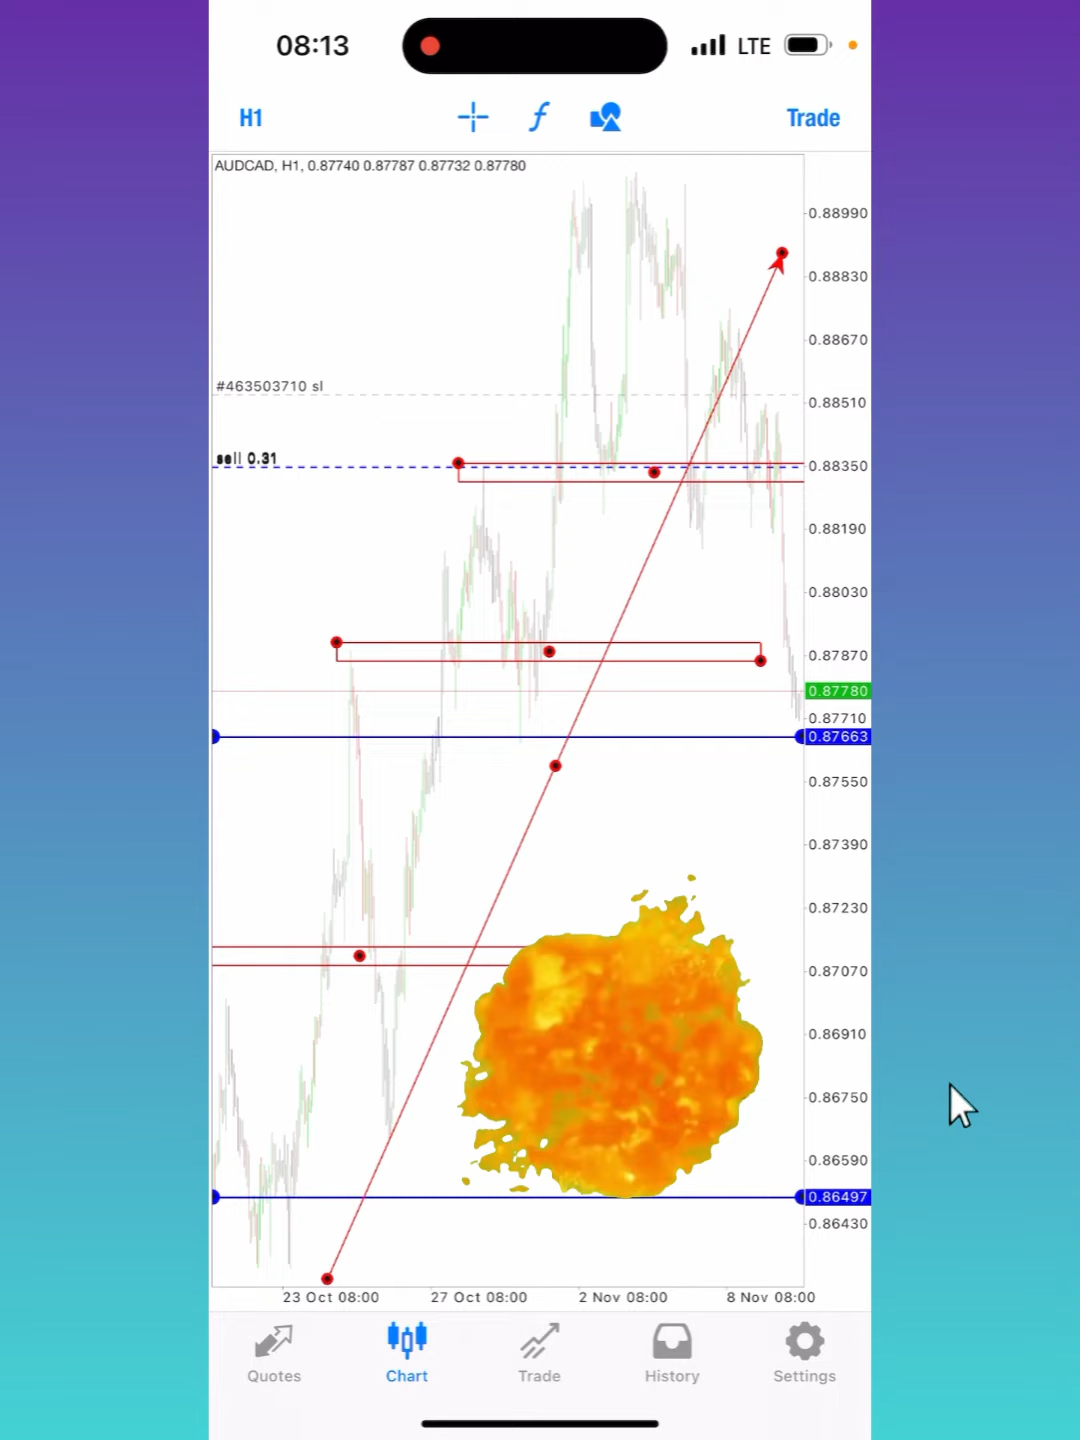 08:13 LTE
H1 f Trade
AUDCAD, H1, 0.87740 0.87787 0.87732 0.87780
0.88990
0.88830
0.88670
#463503710 sl
0.88510
sell 0.31
0.88350
0.88190
0.88030
0.87870
0.87780
0.87710
0.87663
0.87550
0.87390
0.87230
0.87070
0.86910
0.86750
0.86590
0.86497
0.86430
23 Oct 08:00 27 Oct 08:00 2 Nov 08:00 8 Nov 08:00
Quotes Chart Trade History Settings